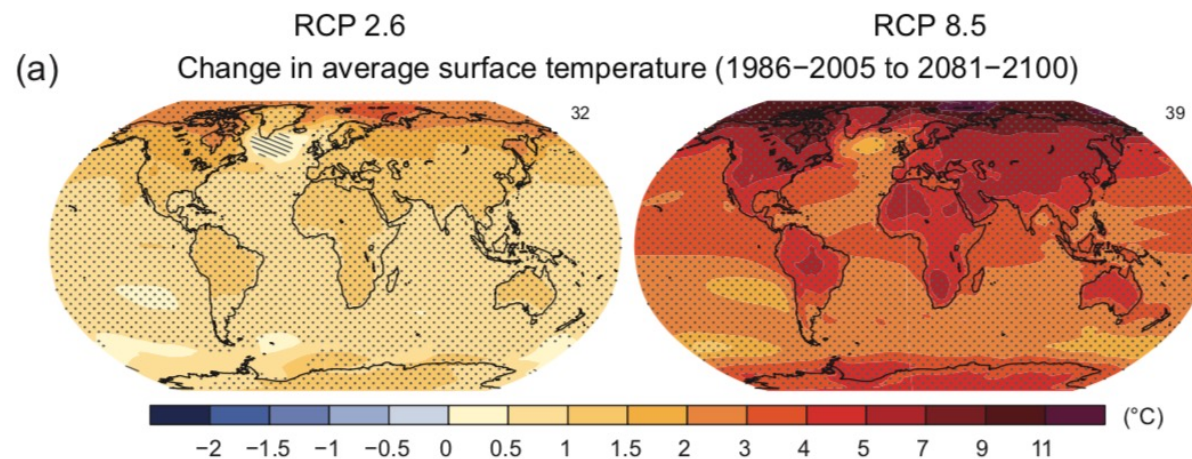 RCP 2.6 RCP 8.5
(a) Change in average surface temperature (1986−2005 to 2081−2100)
32 39
(°C)
−2 −1.5 −1 −0.5 0 0.5 1 1.5 2 3 4 5 7 9 11